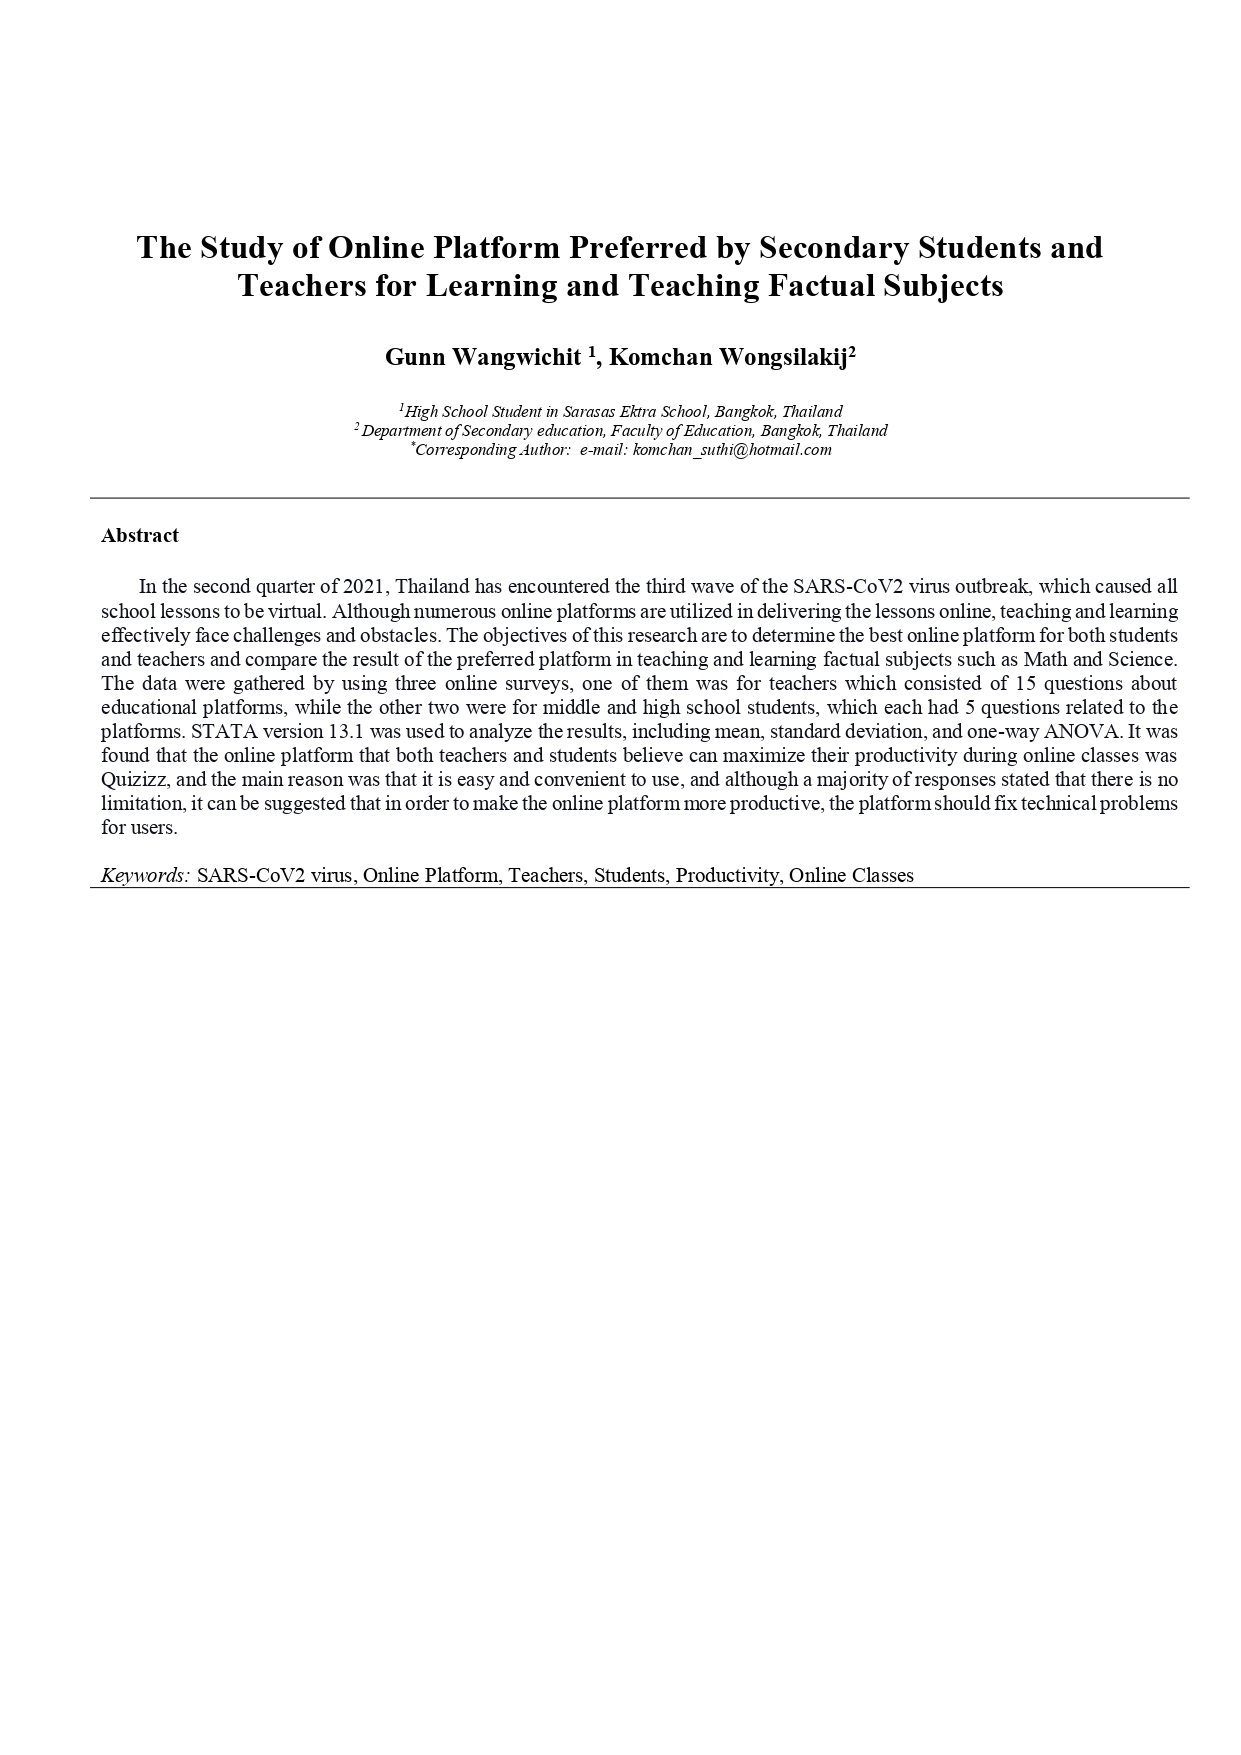 The Study of Online Platform Preferred by Secondary Students and
Teachers for Learning and Teaching Factual Subjects
Gunn Wangwichit ¹, Komchan Wongsilakij²
¹High School Student in Sarasas Ektra School, Bangkok, Thailand
² Department of Secondary education, Faculty of Education, Bangkok, Thailand
*Corresponding Author: e-mail: komchan_suthi@hotmail.com
Abstract
In the second quarter of 2021, Thailand has encountered the third wave of the SARS-CoV2 virus outbreak, which caused all
school lessons to be virtual. Although numerous online platforms are utilized in delivering the lessons online, teaching and learning
effectively face challenges and obstacles. The objectives of this research are to determine the best online platform for both students
and teachers and compare the result of the preferred platform in teaching and learning factual subjects such as Math and Science.
The data were gathered by using three online surveys, one of them was for teachers which consisted of 15 questions about
educational platforms, while the other two were for middle and high school students, which each had 5 questions related to the
platforms. STATA version 13.1 was used to analyze the results, including mean, standard deviation, and one-way ANOVA. It was
found that the online platform that both teachers and students believe can maximize their productivity during online classes was
Quizizz, and the main reason was that it is easy and convenient to use, and although a majority of responses stated that there is no
limitation, it can be suggested that in order to make the online platform more productive, the platform should fix technical problems
for users.
Keywords: SARS-CoV2 virus, Online Platform, Teachers, Students, Productivity, Online Classes